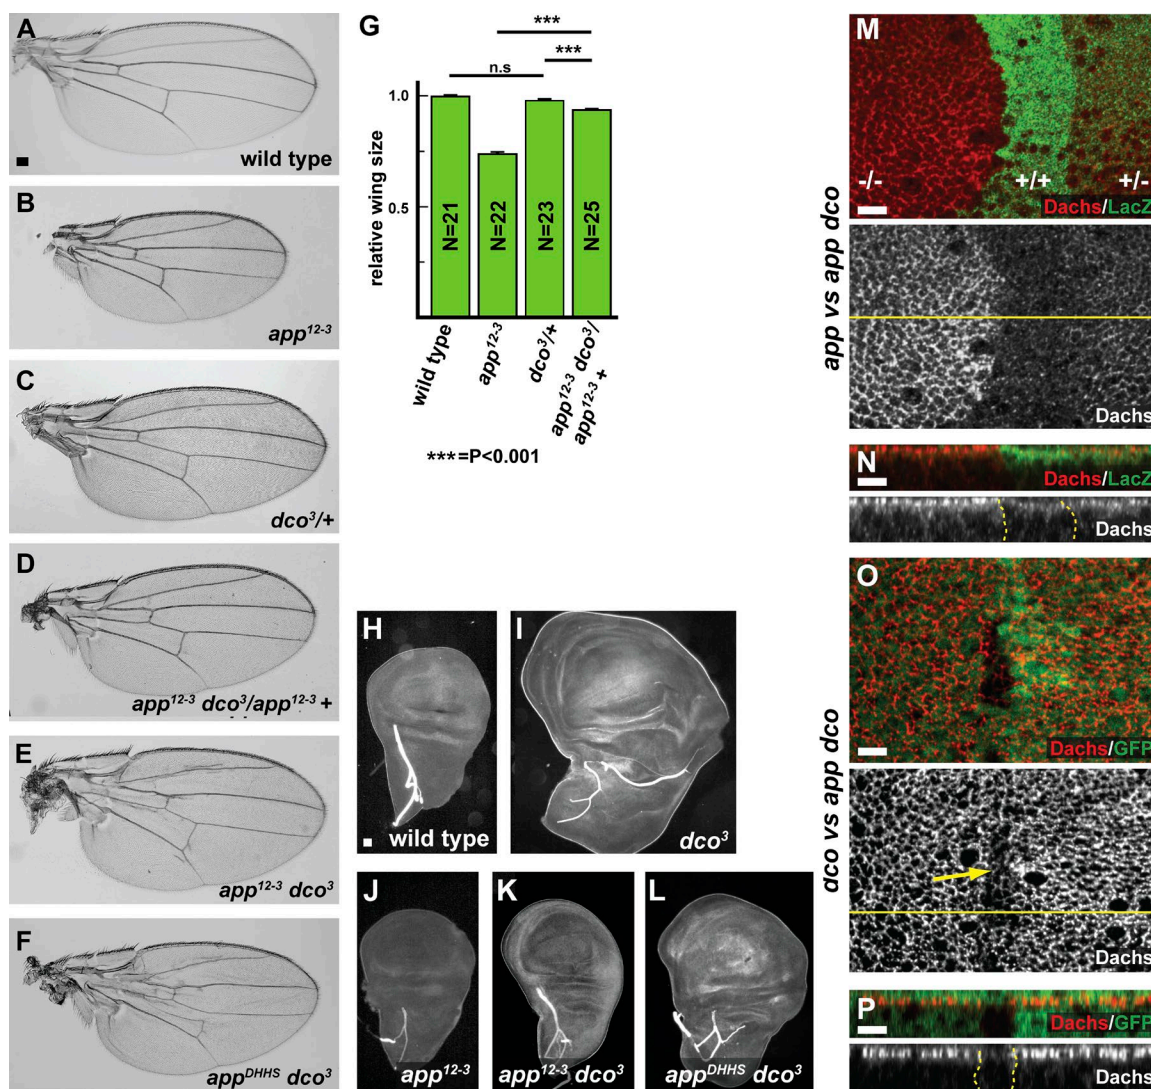 A
wild type
B
app12-3
C
dco3/+
D
app12-3 dco3/app12-3 +
E
app12-3 dco3
F
appDHHS dco3
G
***
***
n.s
relative wing size
1.0
0.5
N=21
N=22
N=23
N=25
wild type
app12-3
dco3/+
app12-3 dco3/
app12-3 +
***=P<0.001
H
wild type
I
dco3
J
app12-3
K
app12-3 dco3
L
appDHHS dco3
app vs app dco
M
-/-
+/+
+/-
Dachs/LacZ
Dachs
N
Dachs/LacZ
Dachs
dco vs app dco
O
Dachs/GFP
Dachs
P
Dachs/GFP
Dachs